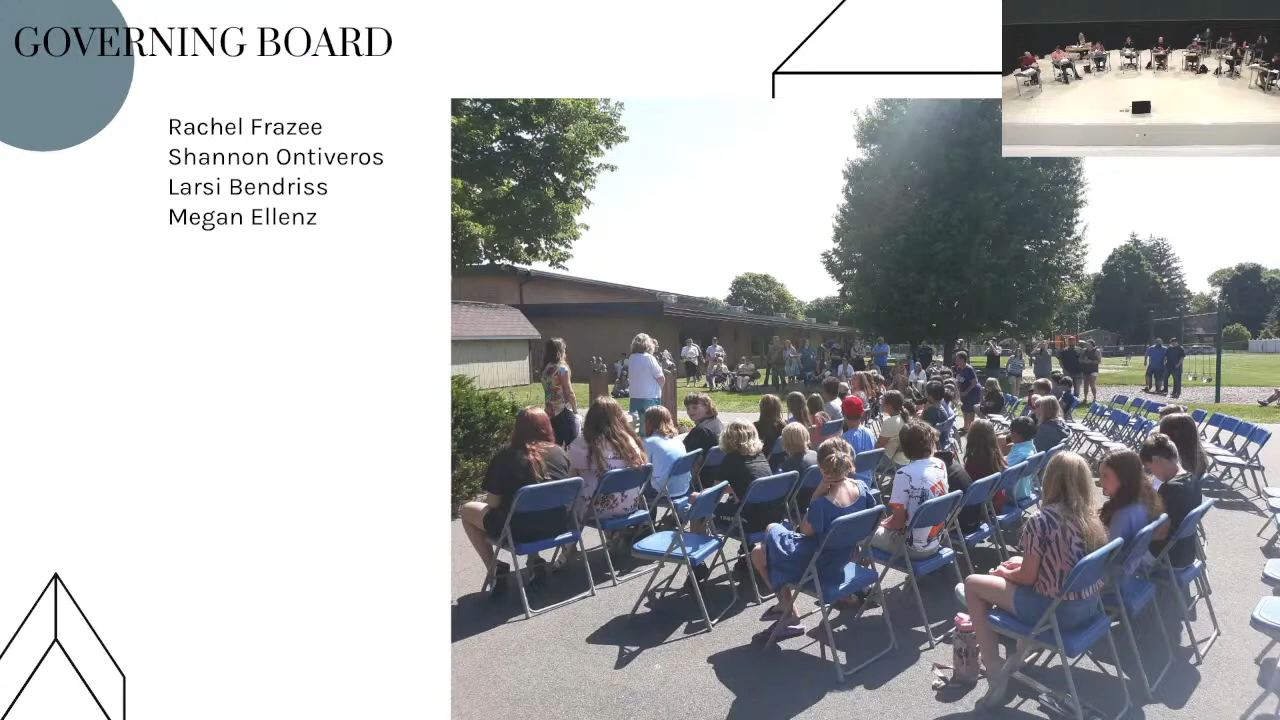 GOVERNING BOARD
Rachel Frazee
Shannon Ontiveros
Larsi Bendriss
Megan Ellenz